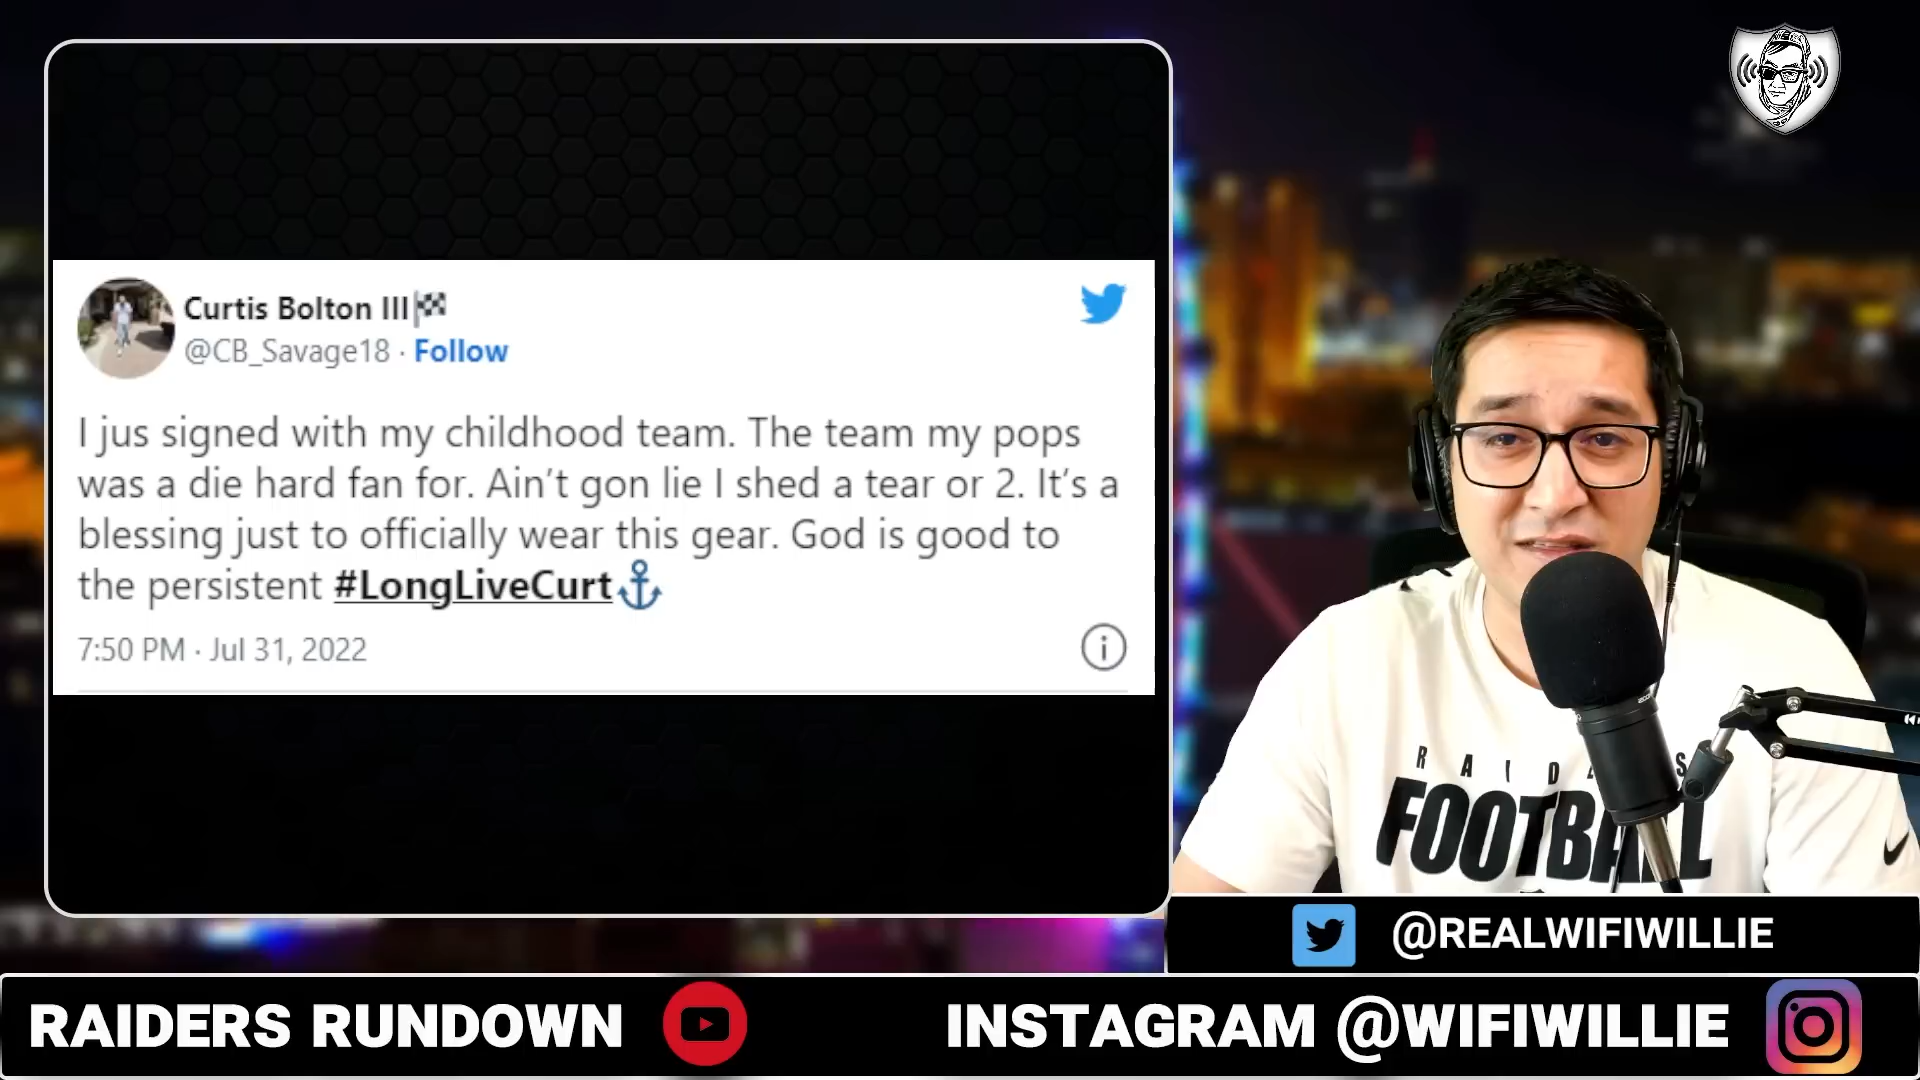 Curtis Bolton III
@CB_Savage18 · Follow
I jus signed with my childhood team. The team my pops
was a die hard fan for. Ain't gon lie I shed a tear or 2. It's a
blessing just to officially wear this gear. God is good to
the persistent #LongLiveCurt
7:50 PM · Jul 31, 2022
FOOTBALL
@REALWIFIWILLIE
RAIDERS RUNDOWN
INSTAGRAM @WIFIWILLIE